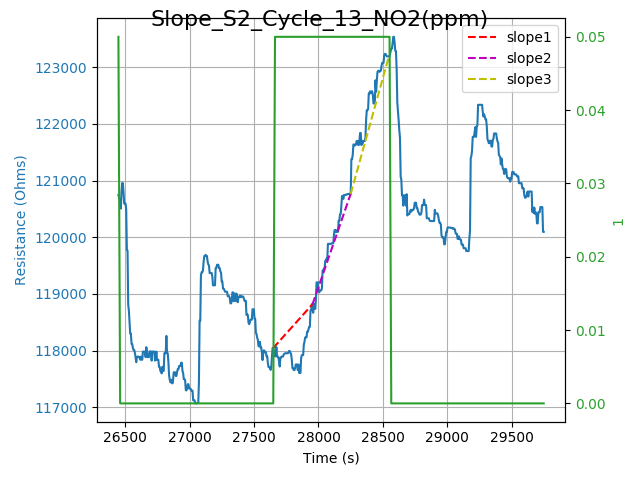 Slope_S2_Cycle_13_NO2(ppm)
slope1
slope2
slope3
Resistance (Ohms)
123000
122000
121000
120000
119000
118000
117000
0.05
0.04
0.03
0.02
0.01
0.00
1
26500 27000 27500 28000 28500 29000 29500
Time (s)